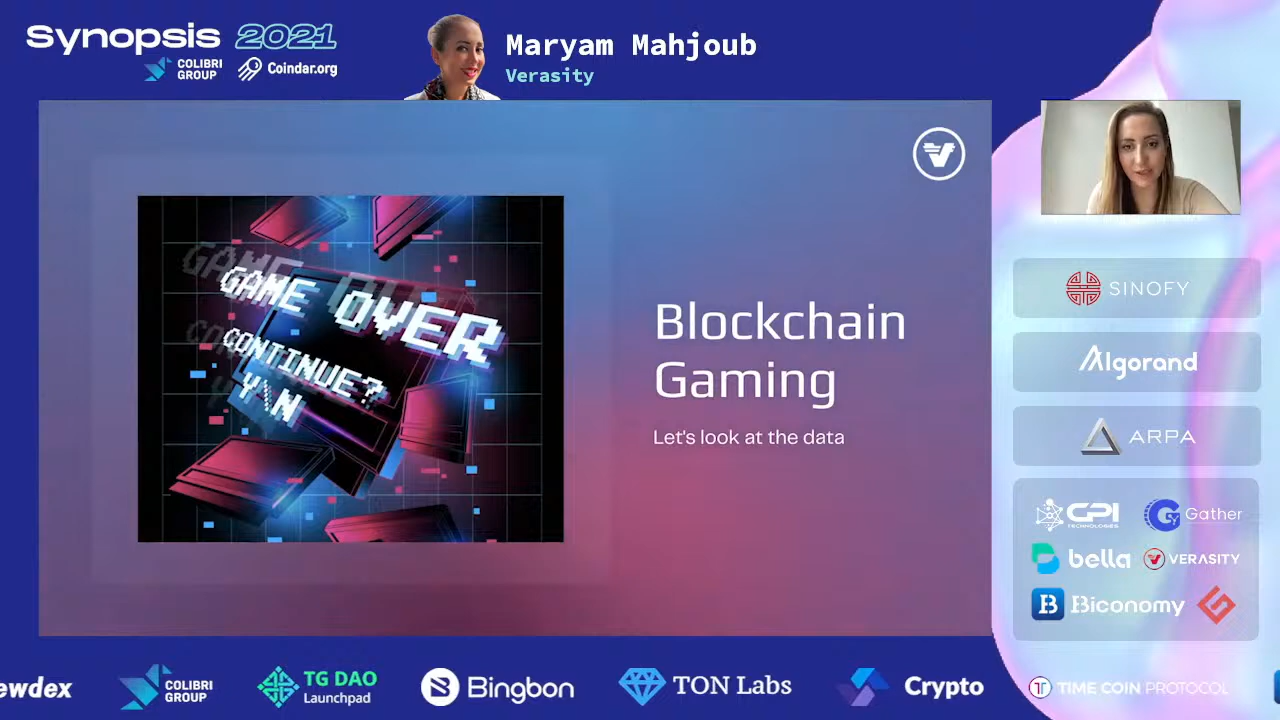 Synopsis 2021
COLIBRI
GROUP
Coindar.org
Maryam Mahjoub
Verasity
GAME OVER
CONTINUE?
Y\N
Blockchain
Gaming
Let's look at the data
SINOFY
Algorand
ARPA
CPI
TECHNOLOGIES
Gather
bella
VERASITY
Biconomy
ewdex
COLIBRI
GROUP
TG DAO
Launchpad
Bingbon
TON Labs
Crypto
TIME COIN PROTOCOL